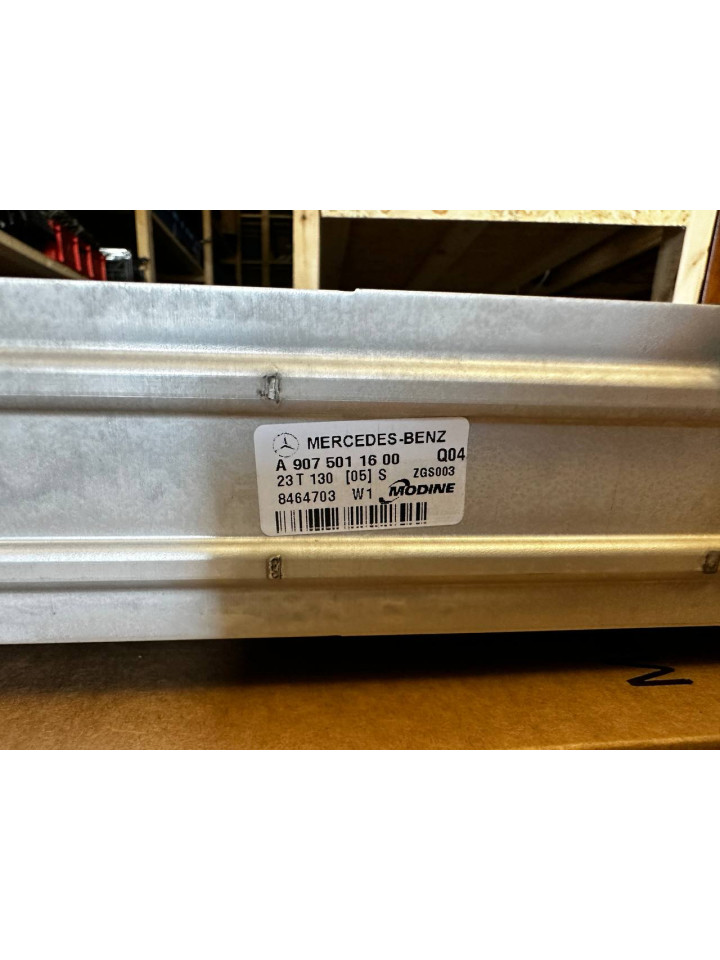 MERCEDES-BENZ
A 907 501 16 00 Q04
23 T 130 [05] S ZGS003
8464703 W1 MODINE